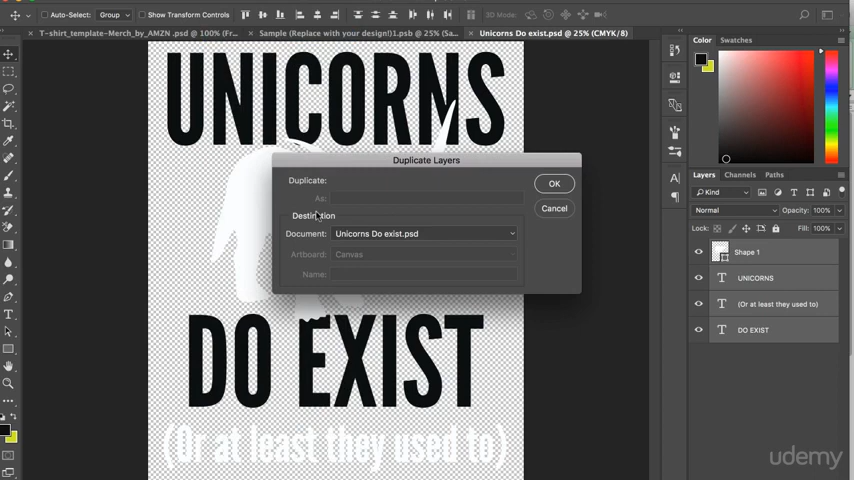 Auto-Select: Group Show Transform Controls 3D Mode:
T-shirt_template-Merch_by_AMZN .psd @ 100% (Fr... Sample (Replace with your design!)1.psb @ 25% (Sa... Unicorns Do exist.psd @ 25% (CMYK/8)
UNICORNS
DO EXIST
(Or at least they used to)
Duplicate Layers
Duplicate:
As:
Destination
Document: Unicorns Do exist.psd
Artboard: Canvas
Name:
OK
Cancel
Color Swatches
Layers Channels Paths
Kind
Normal Opacity: 100%
Lock: Fill: 100%
Shape 1
T UNICORNS
T (Or at least they used to)
T DO EXIST
udemy